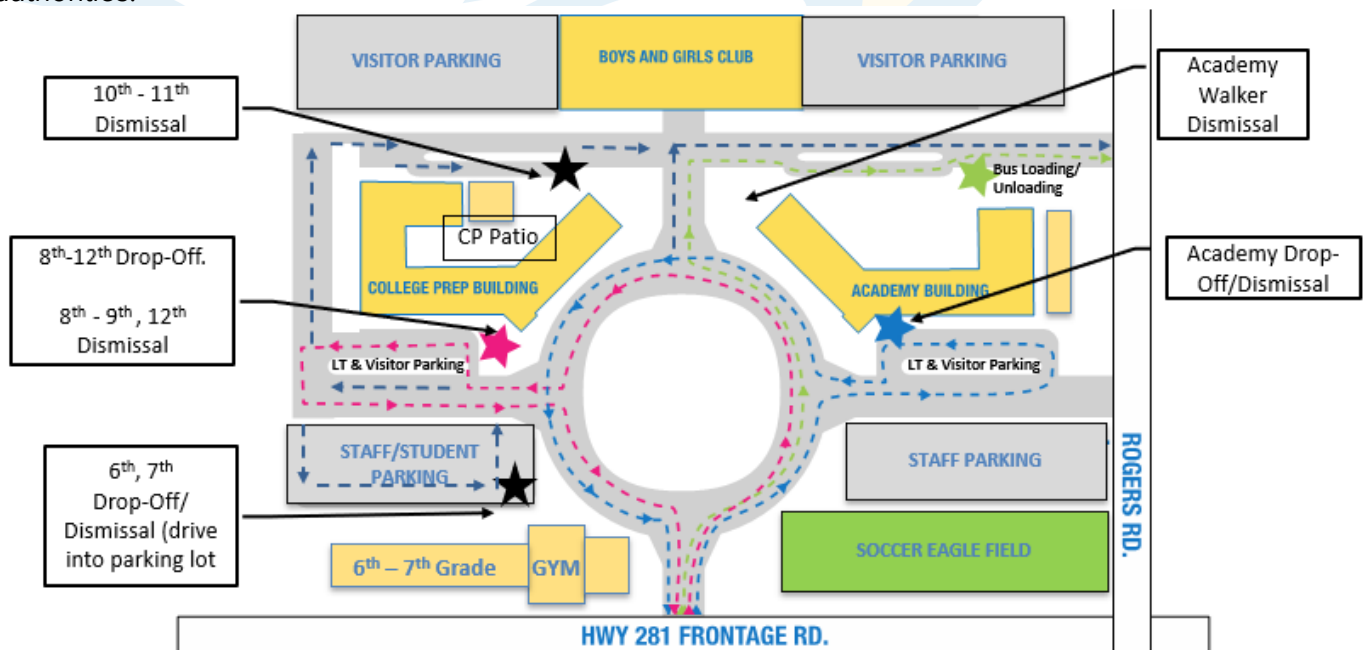 authorities.
VISITOR PARKING
BOYS AND GIRLS CLUB
VISITOR PARKING
10th - 11th
Dismissal
Academy
Walker
Dismissal
Bus Loading/
Unloading
CP Patio
8th-12th Drop-Off.
8th - 9th , 12th
Dismissal
COLLEGE PREP BUILDING
ACADEMY BUILDING
Academy Drop-
Off/Dismissal
LT & Visitor Parking
LT & Visitor Parking
STAFF/STUDENT
PARKING
STAFF PARKING
ROGERS RD.
6th, 7th
Drop-Off/
Dismissal (drive
into parking lot
6th – 7th Grade
GYM
SOCCER EAGLE FIELD
HWY 281 FRONTAGE RD.